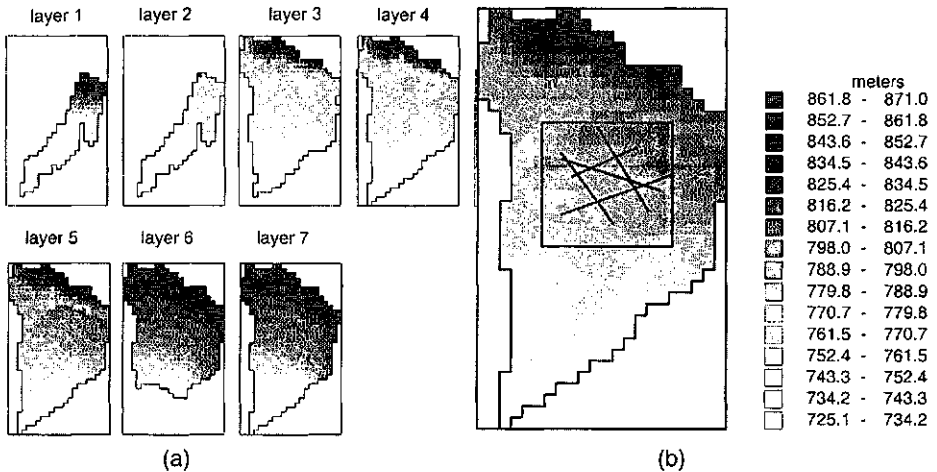 layer 1
layer 2
layer 3
layer 4
layer 5
layer 6
layer 7
(a)
(b)
meters
861.8 - 871.0
852.7 - 861.8
843.6 - 852.7
834.5 - 843.6
825.4 - 834.5
816.2 - 825.4
807.1 - 816.2
798.0 - 807.1
788.9 - 798.0
779.8 - 788.9
770.7 - 779.8
761.5 - 770.7
752.4 - 761.5
743.3 - 752.4
734.2 - 743.3
725.1 - 734.2